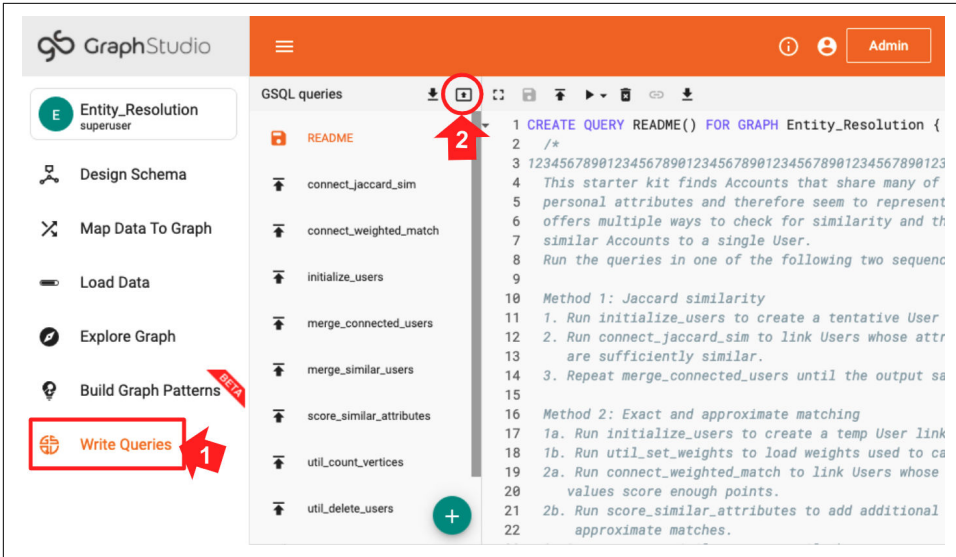 GraphStudio
Admin
E
Entity_Resolution
superuser
Design Schema
Map Data To Graph
Load Data
Explore Graph
Build Graph Patterns
BETA
Write Queries
1
GSQL queries
2
README
connect_jaccard_sim
connect_weighted_match
initialize_users
merge_connected_users
merge_similar_users
score_similar_attributes
util_count_vertices
util_delete_users
+
1 CREATE QUERY README() FOR GRAPH Entity_Resolution {
2 /*
3 12345678901234567890123456789012345678901234567890123
4 This starter kit finds Accounts that share many of
5 personal attributes and therefore seem to represent
6 offers multiple ways to check for similarity and th
7 similar Accounts to a single User.
8 Run the queries in one of the following two sequenc
9
10 Method 1: Jaccard similarity
11 1. Run initialize_users to create a tentative User
12 2. Run connect_jaccard_sim to link Users whose attr
13 are sufficiently similar.
14 3. Repeat merge_connected_users until the output sa
15
16 Method 2: Exact and approximate matching
17 1a. Run initialize_users to create a temp User link
18 1b. Run util_set_weights to load weights used to ca
19 2a. Run connect_weighted_match to link Users whose
20 values score enough points.
21 2b. Run score_similar_attributes to add additional
22 approximate matches.